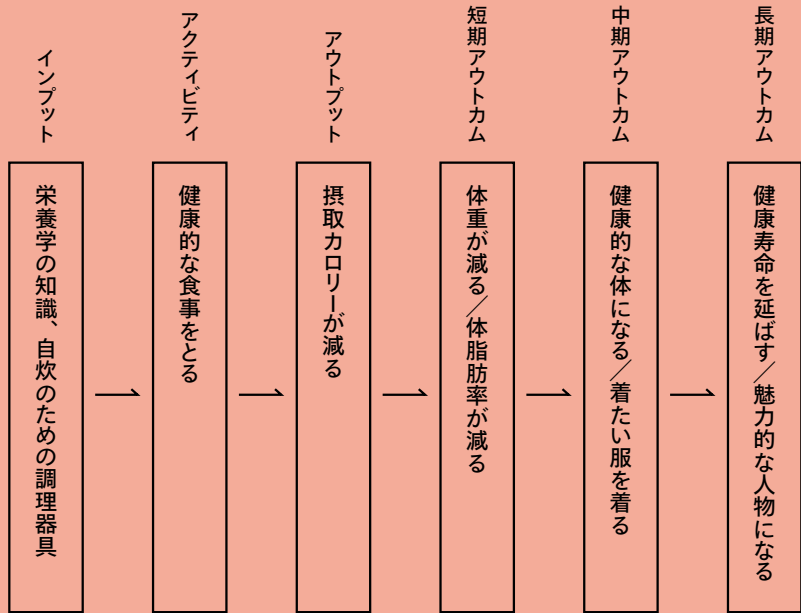 インプット
栄養学の知識、自炊のための調理器具
アクティビティ
健康的な食事をとる
アウトプット
摂取カロリーが減る
短期アウトカム
体重が減る／体脂肪率が減る
中期アウトカム
健康的な体になる／着たい服を着る
長期アウトカム
健康寿命を延ばす／魅力的な人物になる